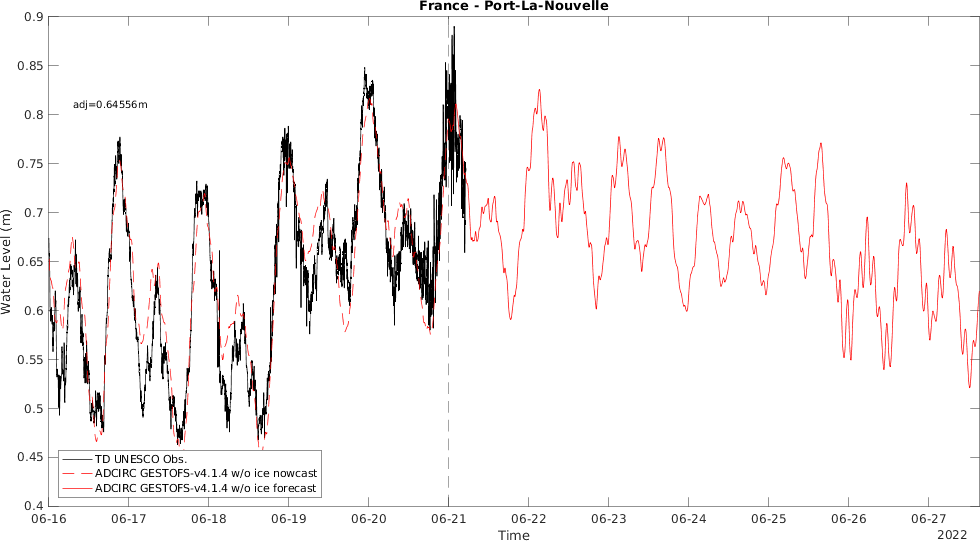 France - Port-La-Nouvelle
0.9
0.85
0.8
0.75
0.7
0.65
0.6
0.55
0.5
0.45
0.4
Water Level (m)
adj=0.64556m
TD UNESCO Obs.
ADCIRC GESTOFS-v4.1.4 w/o ice nowcast
ADCIRC GESTOFS-v4.1.4 w/o ice forecast
06-16 06-17 06-18 06-19 06-20 06-21 06-22 06-23 06-24 06-25 06-26 06-27
Time
2022